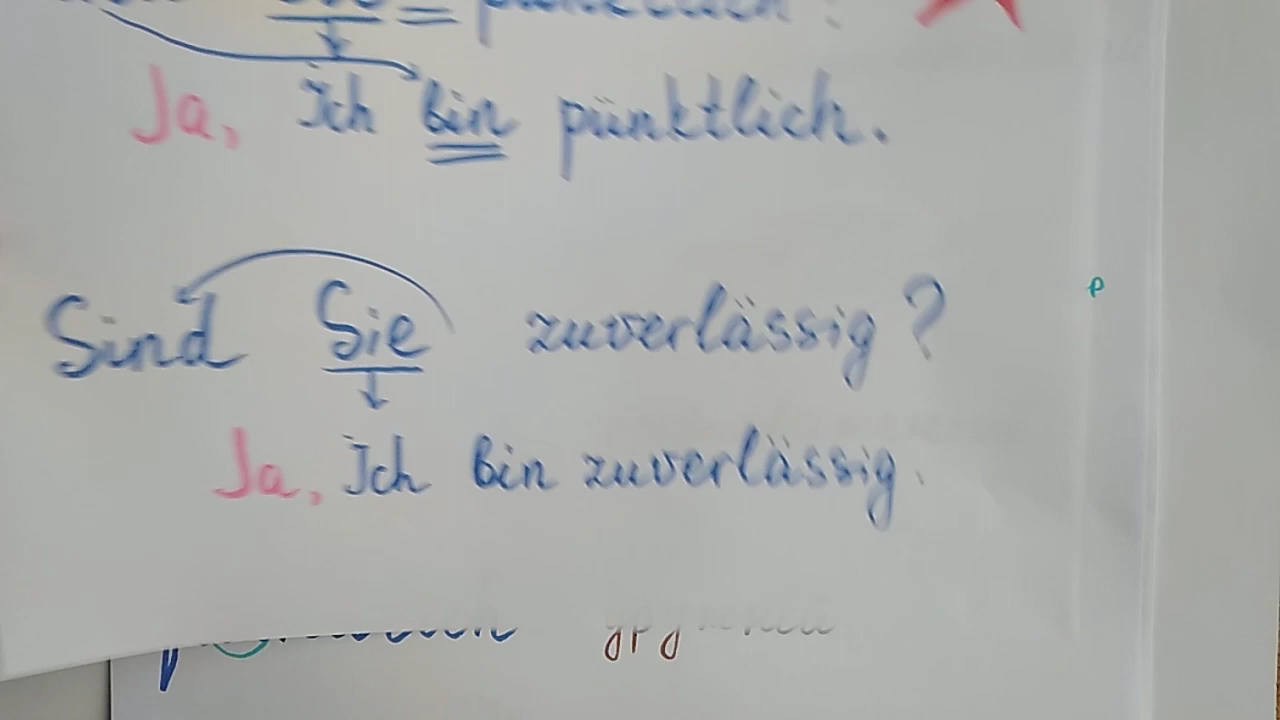 Ja, Ich bin pünktlich.
Sind Sie zuverlässig?
Ja, Ich bin zuverlässig.
p